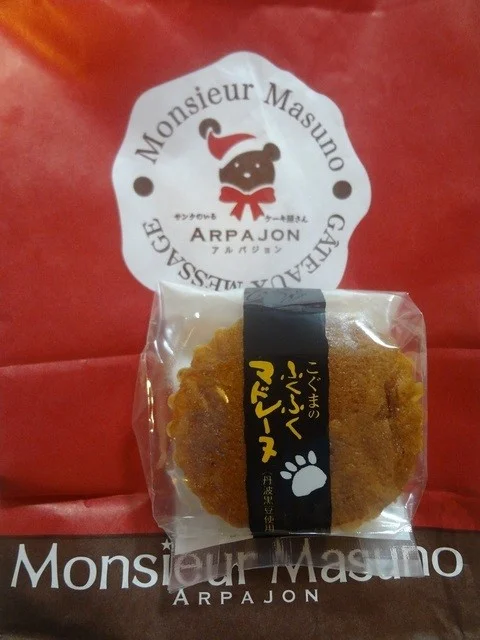 Monsieur Masuno
サンタのいる ケーキ屋さん
ARPAJON
アルパジョン
GÂTEAUX MESSAGE
こぐまの
ふくふく
マドレーヌ
(丹波黒豆使用)
Monsieur Masuno
ARPAJON